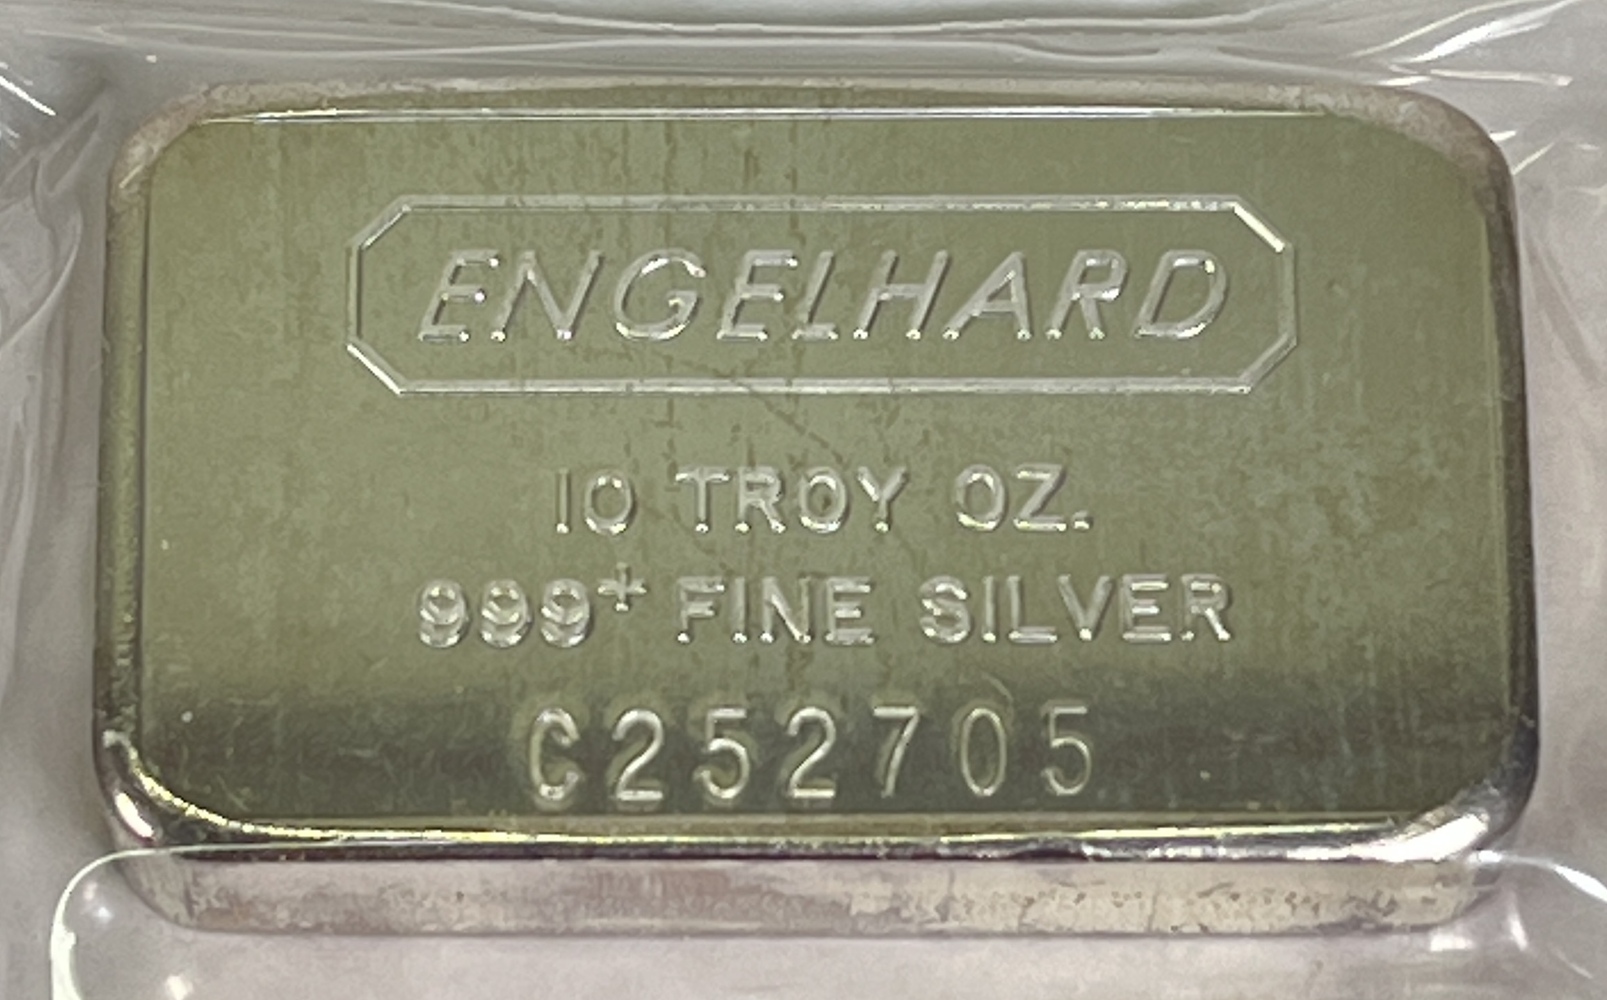 ENGELHARD
10 TROY OZ.
999+ FINE SILVER
C252705